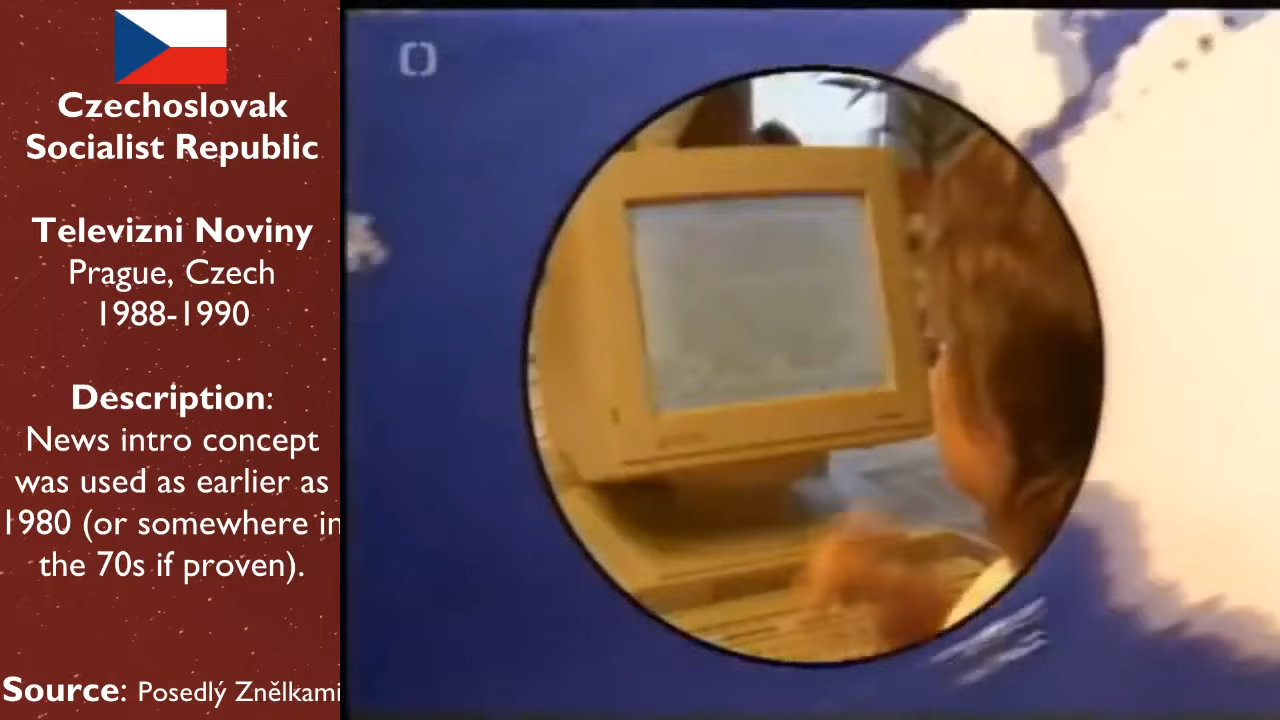 Czechoslovak
Socialist Republic
Televizni Noviny
Prague, Czech
1988-1990
Description:
News intro concept
was used as earlier as
1980 (or somewhere in
the 70s if proven).
Source: Posedlý Znělkami